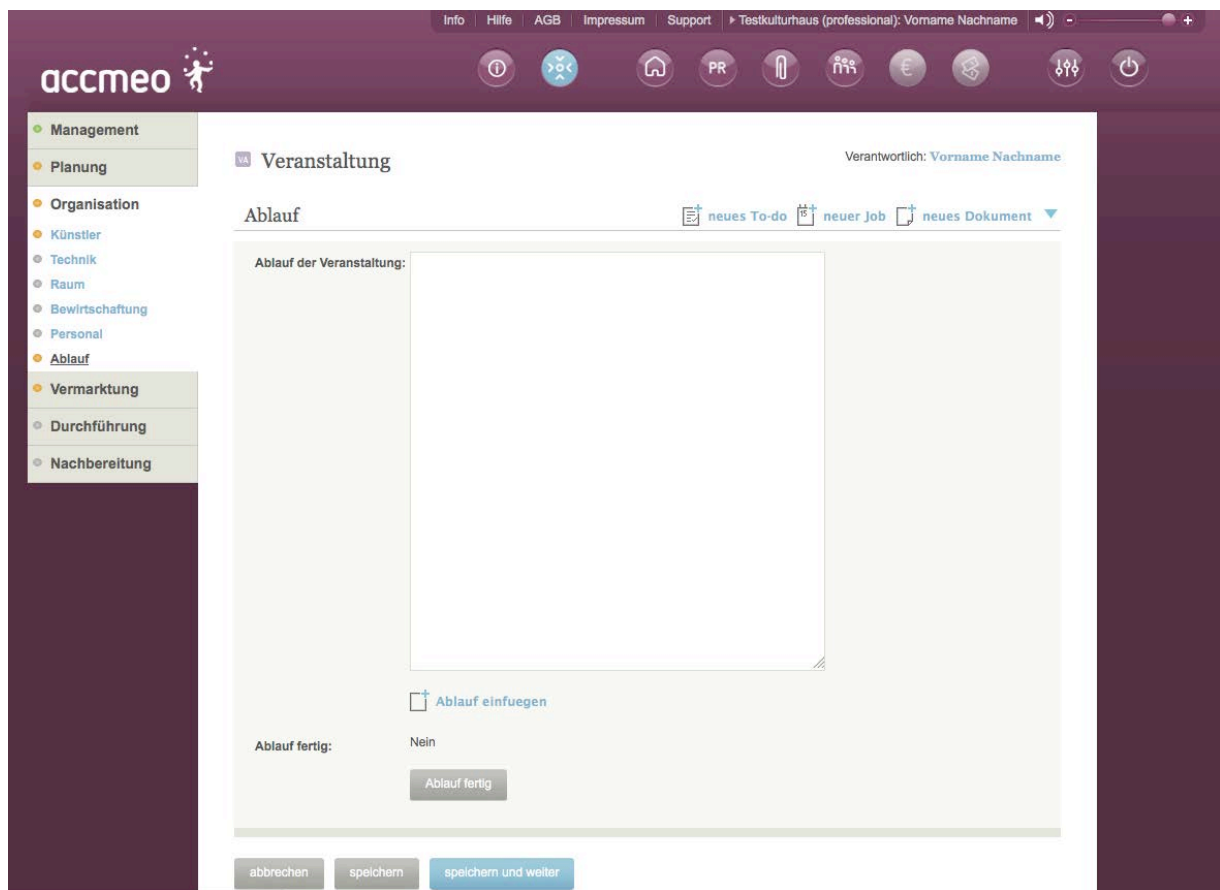 Info Hilfe AGB Impressum Support Testkulturhaus (professional): Vorname Nachname - +
accmeo
PR
€
Management
Planung
Organisation
Künstler
Technik
Raum
Bewirtschaftung
Personal
Ablauf
Vermarktung
Durchführung
Nachbereitung
VA Veranstaltung
Verantwortlich: Vorname Nachname
Ablauf
neues To-do 15 neuer Job neues Dokument
Ablauf der Veranstaltung:
Ablauf einfuegen
Ablauf fertig: Nein
Ablauf fertig
abbrechen speichern speichern und weiter